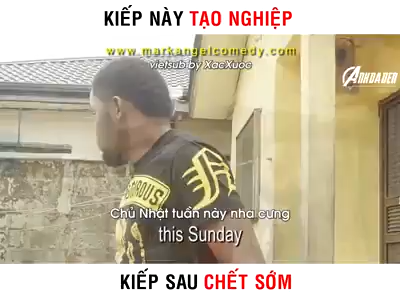 KIẾP NÀY TẠO NGHIỆP
www.markangelcomedy.com
vietsub by XacXuoc
ADHDADER
Chủ Nhật tuần này nha cưng
this Sunday
KIẾP SAU CHẾT SỚM